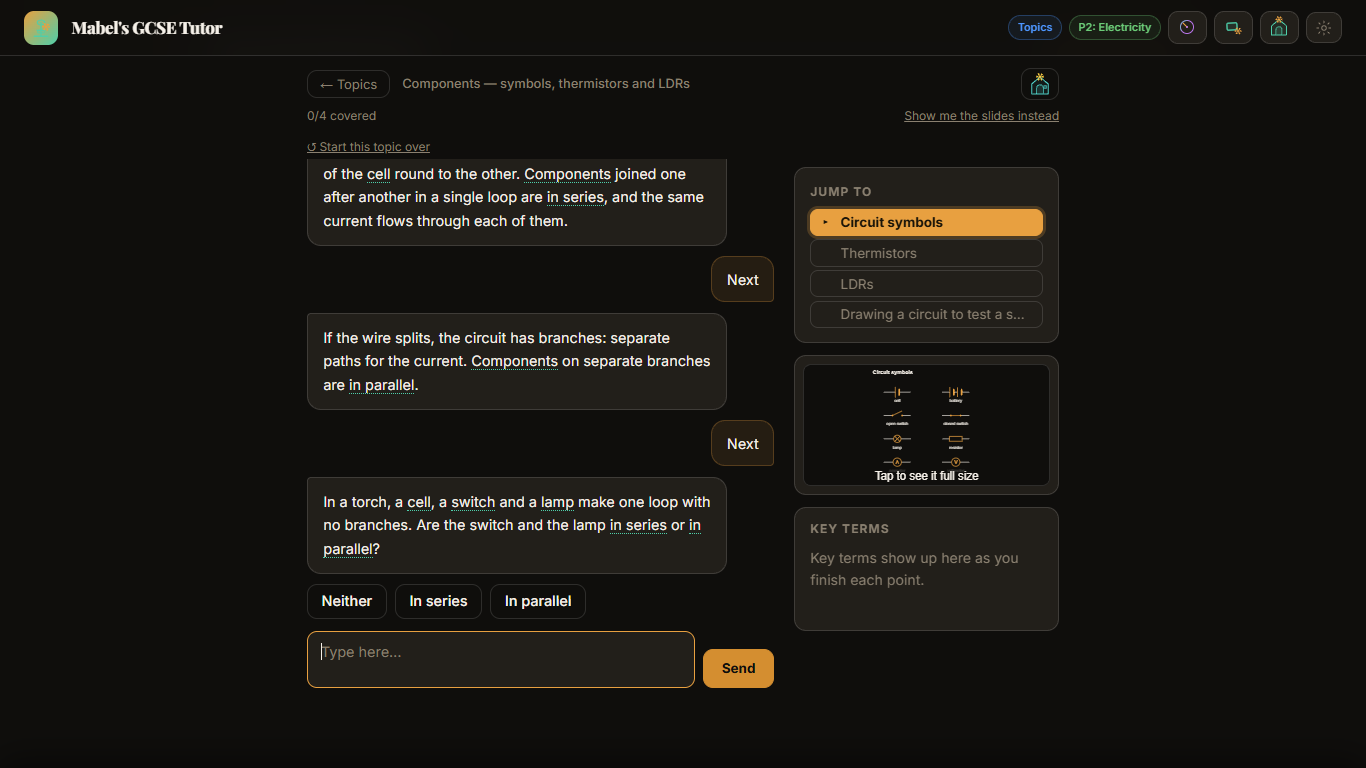 Mabel's GCSE Tutor
Topics
P2: Electricity
← Topics
Components — symbols, thermistors and LDRs
0/4 covered
Show me the slides instead
↺ Start this topic over
of the cell round to the other. Components joined one
after another in a single loop are in series, and the same
current flows through each of them.
Next
If the wire splits, the circuit has branches: separate
paths for the current. Components on separate branches
are in parallel.
Next
In a torch, a cell, a switch and a lamp make one loop with
no branches. Are the switch and the lamp in series or in
parallel?
Neither
In series
In parallel
Type here...
Send
JUMP TO
Circuit symbols
Thermistors
LDRs
Drawing a circuit to test a s...
Circuit symbols
cell
battery
open switch
closed switch
lamp
resistor
A
V
Tap to see it full size
KEY TERMS
Key terms show up here as you
finish each point.